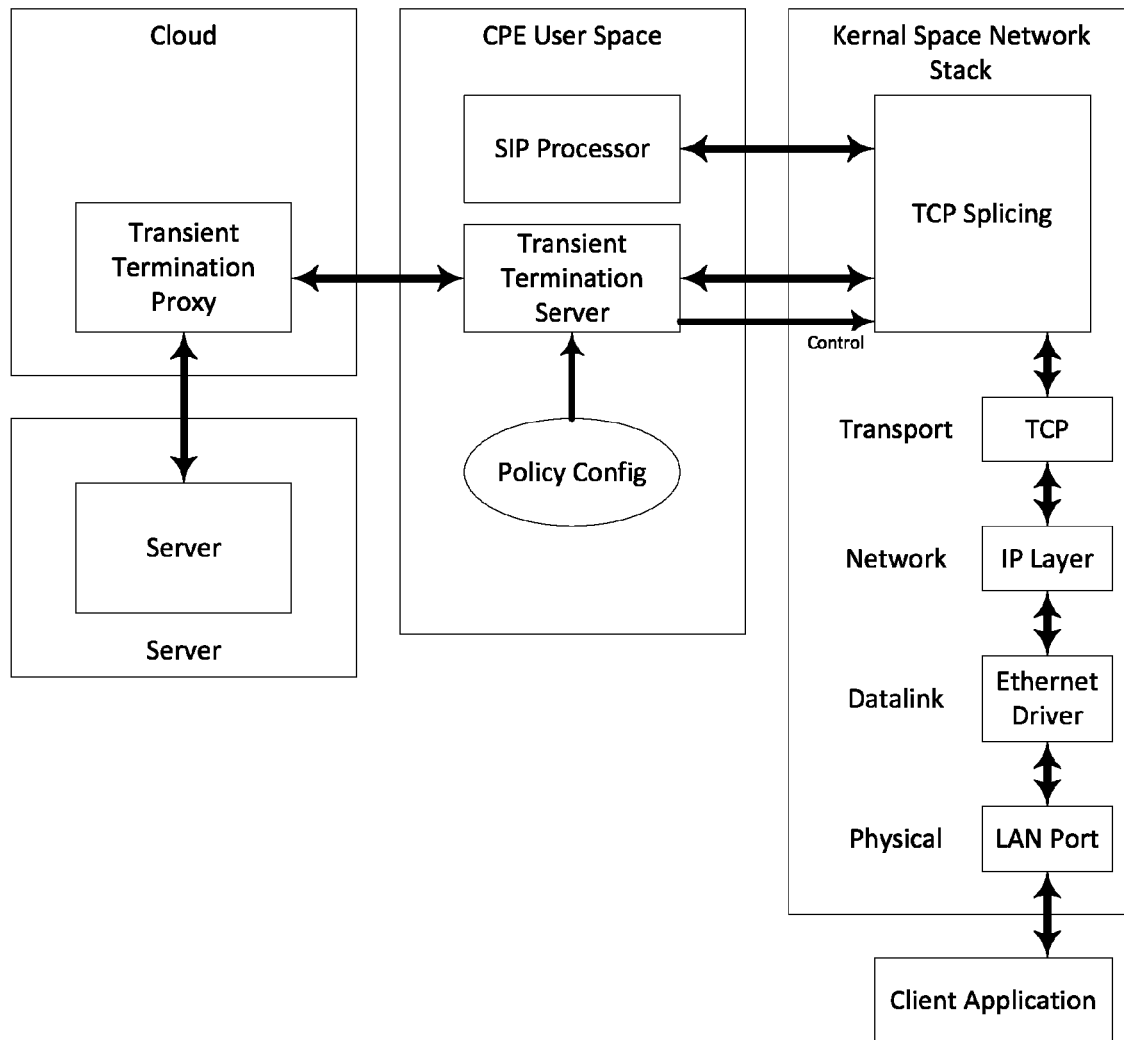 Cloud
Transient
Termination
Proxy
Server
Server
CPE User Space
SIP Processor
Transient
Termination
Server
Policy Config
Kernal Space Network
Stack
TCP Splicing
Control
Transport
TCP
Network
IP Layer
Datalink
Ethernet
Driver
Physical
LAN Port
Client Application